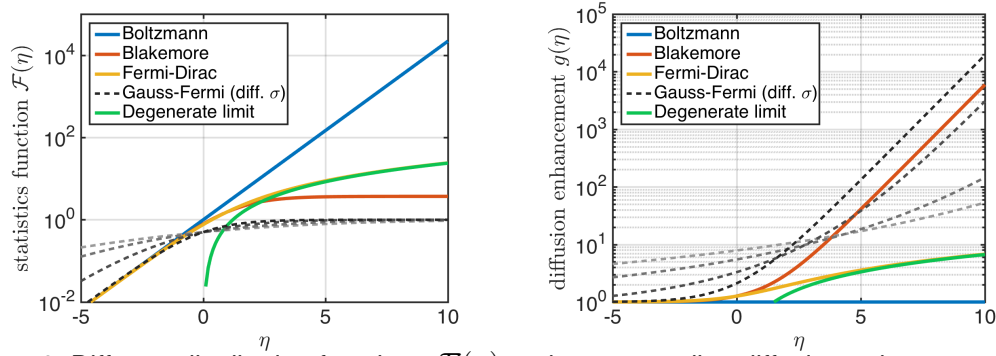 statistics function F(η)
10^4
10^2
10^0
10^-2
Boltzmann
Blakemore
Fermi-Dirac
Gauss-Fermi (diff. σ)
Degenerate limit
-5 0 5 10
η
diffusion enhancement g(η)
10^5
10^4
10^3
10^2
10^1
10^0
Boltzmann
Blakemore
Fermi-Dirac
Gauss-Fermi (diff. σ)
Degenerate limit
-5 0 5 10
η